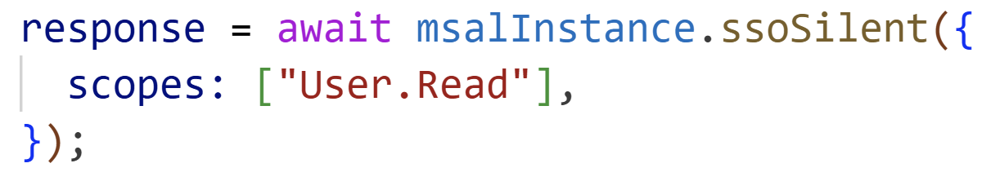 response = await msalInstance.ssoSilent({
  scopes: ["User.Read"],
});